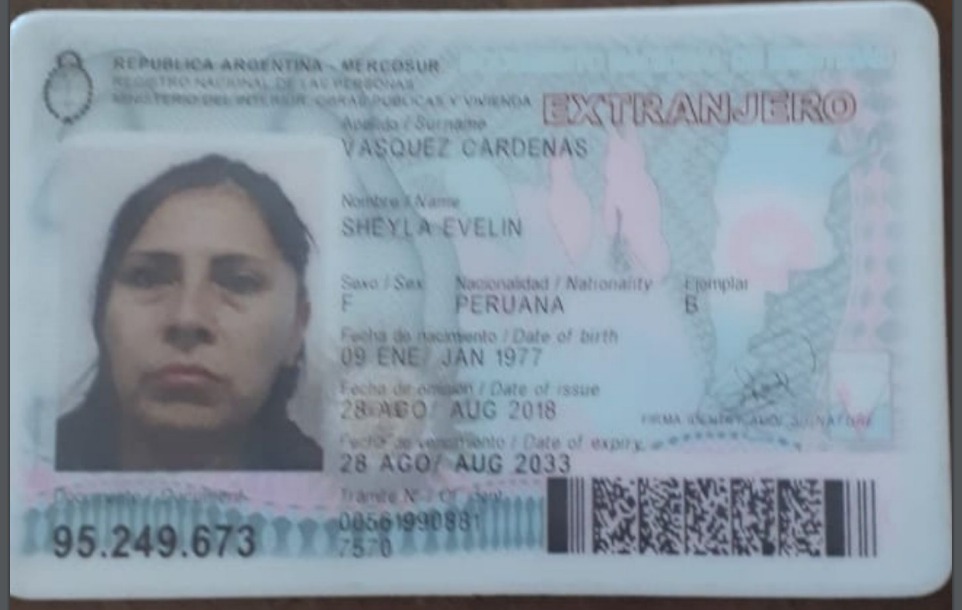 REPUBLICA ARGENTINA - MERCOSUR
REGISTRO NACIONAL DE LAS PERSONAS
MINISTERIO DEL INTERIOR, OBRAS PUBLICAS Y VIVIENDA
EXTRANJERO
Apellido / Surname
VASQUEZ CARDENAS
Nombre / Name
SHEYLA EVELIN
Sexo / Sex Nacionalidad / Nationality Ejemplar
F PERUANA B
Fecha de nacimiento / Date of birth
09 ENE/ JAN 1977
Fecha de emisión / Date of issue
28 AGO/ AUG 2018
FIRMA IDENTIFICADO/ SIGNATURE
Fecha de vencimiento / Date of expiry
28 AGO/ AUG 2033
Documento / Document Tramite N° / Of. ident.
95.249.673
00561990881
7570